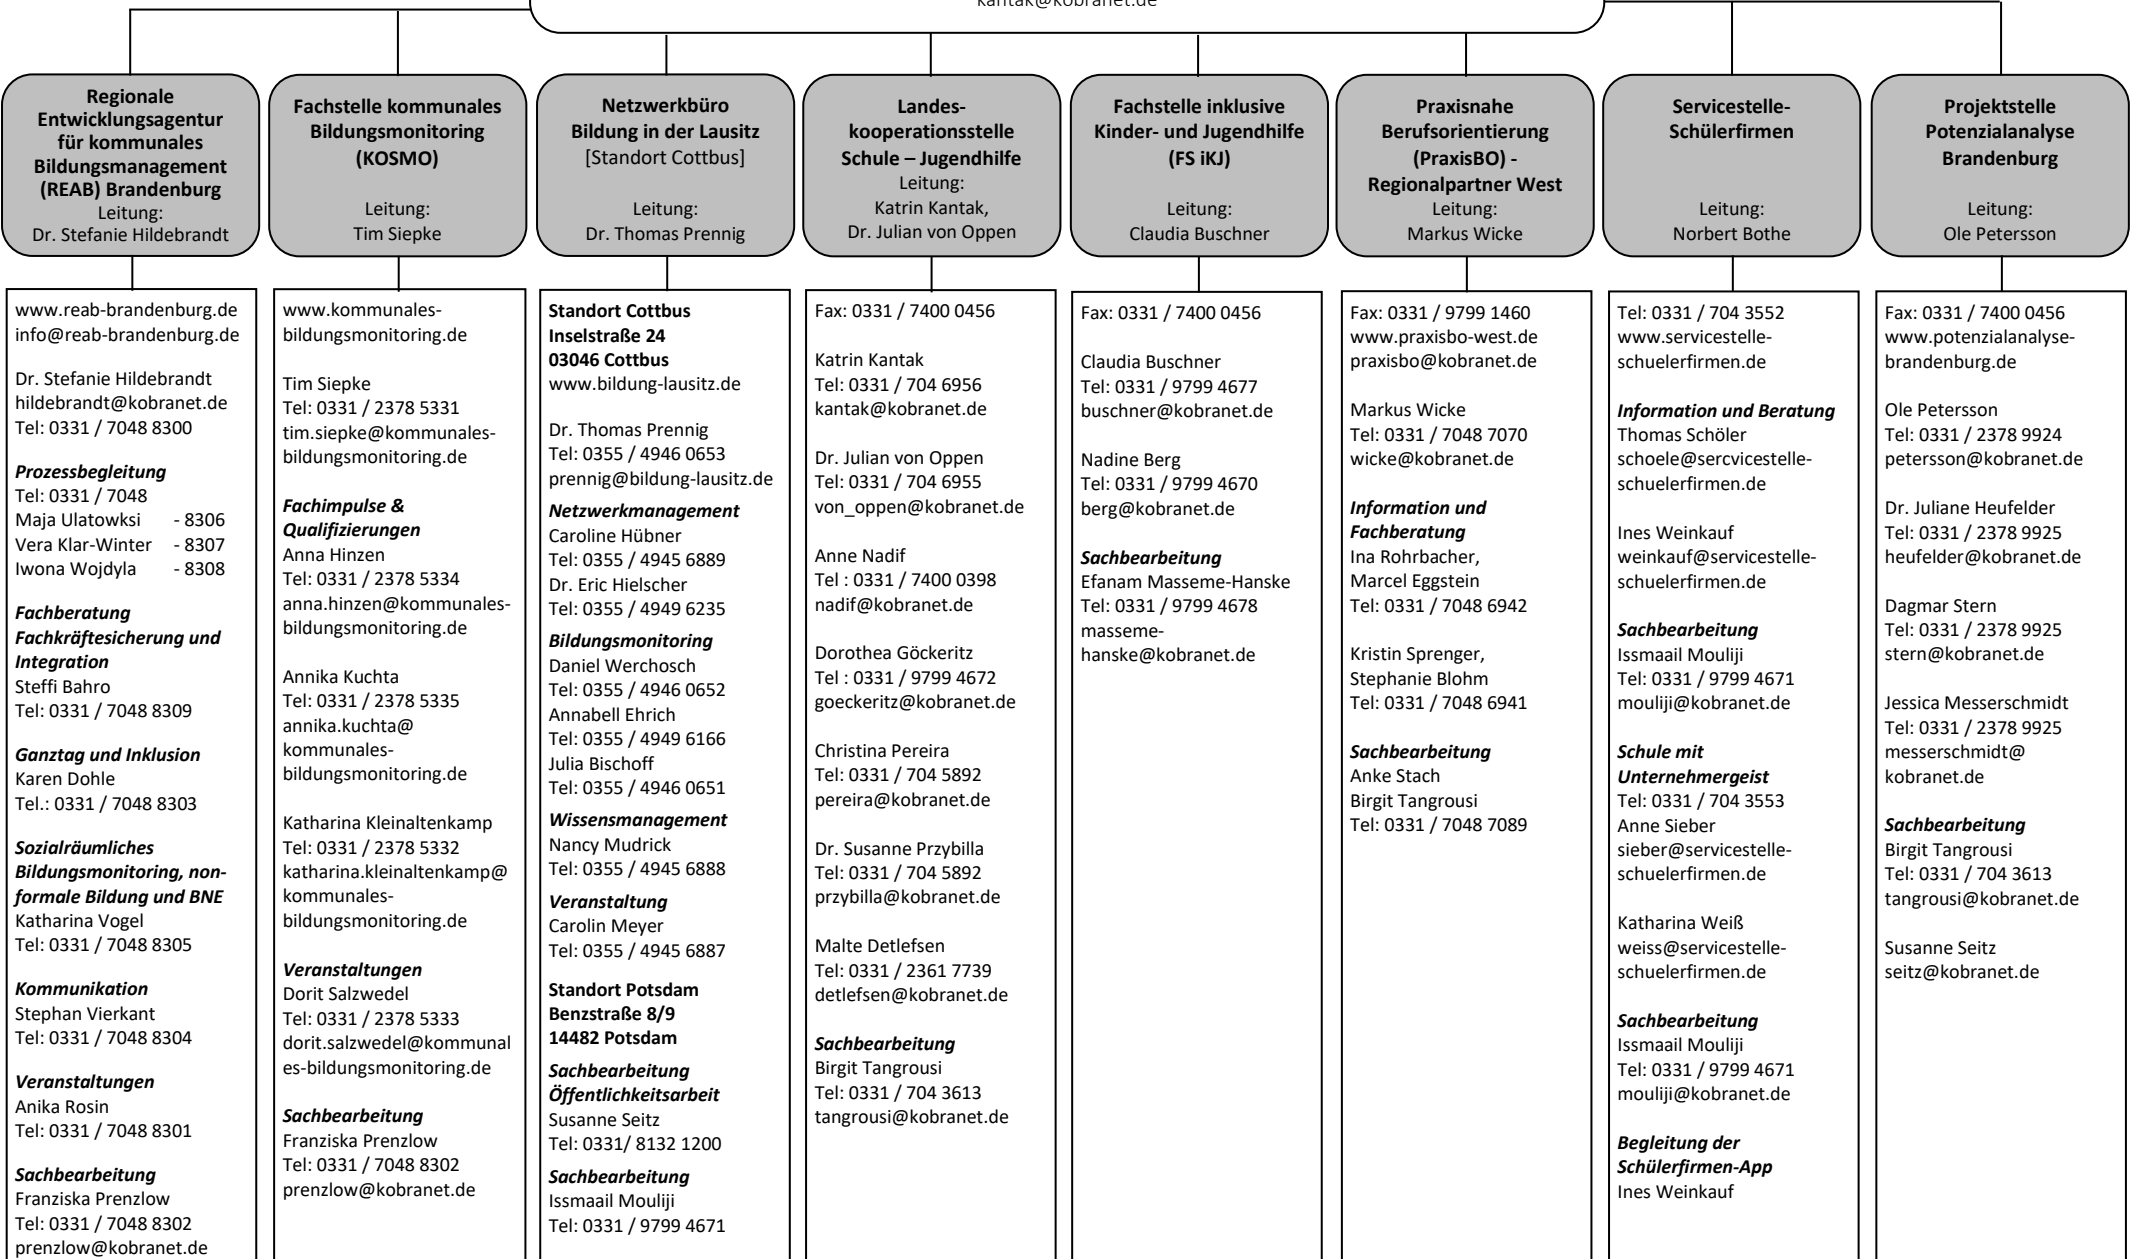 kantak@kobranet.de
Regionale
Entwicklungsagentur
für kommunales
Bildungsmanagement
(REAB) Brandenburg
Leitung:
Dr. Stefanie Hildebrandt
Fachstelle kommunales
Bildungsmonitoring
(KOSMO)
Leitung:
Tim Siepke
Netzwerkbüro
Bildung in der Lausitz
[Standort Cottbus]
Leitung:
Dr. Thomas Prennig
Landes-
kooperationsstelle
Schule – Jugendhilfe
Leitung:
Katrin Kantak,
Dr. Julian von Oppen
Fachstelle inklusive
Kinder- und Jugendhilfe
(FS iKJ)
Leitung:
Claudia Buschner
Praxisnahe
Berufsorientierung
(PraxisBO) -
Regionalpartner West
Leitung:
Markus Wicke
Servicestelle-
Schülerfirmen
Leitung:
Norbert Bothe
Projektstelle
Potenzialanalyse
Brandenburg
Leitung:
Ole Petersson
www.reab-brandenburg.de
info@reab-brandenburg.de
Dr. Stefanie Hildebrandt
hildebrandt@kobranet.de
Tel: 0331 / 7048 8300
Prozessbegleitung
Tel: 0331 / 7048
Maja Ulatowksi - 8306
Vera Klar-Winter - 8307
Iwona Wojdyla - 8308
Fachberatung
Fachkräftesicherung und
Integration
Steffi Bahro
Tel: 0331 / 7048 8309
Ganztag und Inklusion
Karen Dohle
Tel.: 0331 / 7048 8303
Sozialräumliches
Bildungsmonitoring, non-
formale Bildung und BNE
Katharina Vogel
Tel: 0331 / 7048 8305
Kommunikation
Stephan Vierkant
Tel: 0331 / 7048 8304
Veranstaltungen
Anika Rosin
Tel: 0331 / 7048 8301
Sachbearbeitung
Franziska Prenzlow
Tel: 0331 / 7048 8302
prenzlow@kobranet.de
www.kommunales-
bildungsmonitoring.de
Tim Siepke
Tel: 0331 / 2378 5331
tim.siepke@kommunales-
bildungsmonitoring.de
Fachimpulse &
Qualifizierungen
Anna Hinzen
Tel: 0331 / 2378 5334
anna.hinzen@kommunales-
bildungsmonitoring.de
Annika Kuchta
Tel: 0331 / 2378 5335
annika.kuchta@
kommunales-
bildungsmonitoring.de
Katharina Kleinaltenkamp
Tel: 0331 / 2378 5332
katharina.kleinaltenkamp@
kommunales-
bildungsmonitoring.de
Veranstaltungen
Dorit Salzwedel
Tel: 0331 / 2378 5333
dorit.salzwedel@kommunal
es-bildungsmonitoring.de
Sachbearbeitung
Franziska Prenzlow
Tel: 0331 / 7048 8302
prenzlow@kobranet.de
Standort Cottbus
Inselstraße 24
03046 Cottbus
www.bildung-lausitz.de
Dr. Thomas Prennig
Tel: 0355 / 4946 0653
prennig@bildung-lausitz.de
Netzwerkmanagement
Caroline Hübner
Tel: 0355 / 4945 6889
Dr. Eric Hielscher
Tel: 0355 / 4949 6235
Bildungsmonitoring
Daniel Werchosch
Tel: 0355 / 4946 0652
Annabell Ehrich
Tel: 0355 / 4949 6166
Julia Bischoff
Tel: 0355 / 4946 0651
Wissensmanagement
Nancy Mudrick
Tel: 0355 / 4945 6888
Veranstaltung
Carolin Meyer
Tel: 0355 / 4945 6887
Standort Potsdam
Benzstraße 8/9
14482 Potsdam
Sachbearbeitung
Öffentlichkeitsarbeit
Susanne Seitz
Tel: 0331/ 8132 1200
Sachbearbeitung
Issmaail Mouliji
Tel: 0331 / 9799 4671
Fax: 0331 / 7400 0456
Katrin Kantak
Tel: 0331 / 704 6956
kantak@kobranet.de
Dr. Julian von Oppen
Tel: 0331 / 704 6955
von_oppen@kobranet.de
Anne Nadif
Tel : 0331 / 7400 0398
nadif@kobranet.de
Dorothea Göckeritz
Tel : 0331 / 9799 4672
goeckeritz@kobranet.de
Christina Pereira
Tel: 0331 / 704 5892
pereira@kobranet.de
Dr. Susanne Przybilla
Tel: 0331 / 704 5892
przybilla@kobranet.de
Malte Detlefsen
Tel: 0331 / 2361 7739
detlefsen@kobranet.de
Sachbearbeitung
Birgit Tangrousi
Tel: 0331 / 704 3613
tangrousi@kobranet.de
Fax: 0331 / 7400 0456
Claudia Buschner
Tel: 0331 / 9799 4677
buschner@kobranet.de
Nadine Berg
Tel: 0331 / 9799 4670
berg@kobranet.de
Sachbearbeitung
Efanam Masseme-Hanske
Tel: 0331 / 9799 4678
masseme-
hanske@kobranet.de
Fax: 0331 / 9799 1460
www.praxisbo-west.de
praxisbo@kobranet.de
Markus Wicke
Tel: 0331 / 7048 7070
wicke@kobranet.de
Information und
Fachberatung
Ina Rohrbacher,
Marcel Eggstein
Tel: 0331 / 7048 6942
Kristin Sprenger,
Stephanie Blohm
Tel: 0331 / 7048 6941
Sachbearbeitung
Anke Stach
Birgit Tangrousi
Tel: 0331 / 7048 7089
Tel: 0331 / 704 3552
www.servicestelle-
schuelerfirmen.de
Information und Beratung
Thomas Schöler
schoele@sercvicestelle-
schuelerfirmen.de
Ines Weinkauf
weinkauf@servicestelle-
schuelerfirmen.de
Sachbearbeitung
Issmaail Mouliji
Tel: 0331 / 9799 4671
mouliji@kobranet.de
Schule mit
Unternehmergeist
Tel: 0331 / 704 3553
Anne Sieber
sieber@servicestelle-
schuelerfirmen.de
Katharina Weiß
weiss@servicestelle-
schuelerfirmen.de
Sachbearbeitung
Issmaail Mouliji
Tel: 0331 / 9799 4671
mouliji@kobranet.de
Begleitung der
Schülerfirmen-App
Ines Weinkauf
Fax: 0331 / 7400 0456
www.potenzialanalyse-
brandenburg.de
Ole Petersson
Tel: 0331 / 2378 9924
petersson@kobranet.de
Dr. Juliane Heufelder
Tel: 0331 / 2378 9925
heufelder@kobranet.de
Dagmar Stern
Tel: 0331 / 2378 9925
stern@kobranet.de
Jessica Messerschmidt
Tel: 0331 / 2378 9925
messerschmidt@
kobranet.de
Sachbearbeitung
Birgit Tangrousi
Tel: 0331 / 704 3613
tangrousi@kobranet.de
Susanne Seitz
seitz@kobranet.de